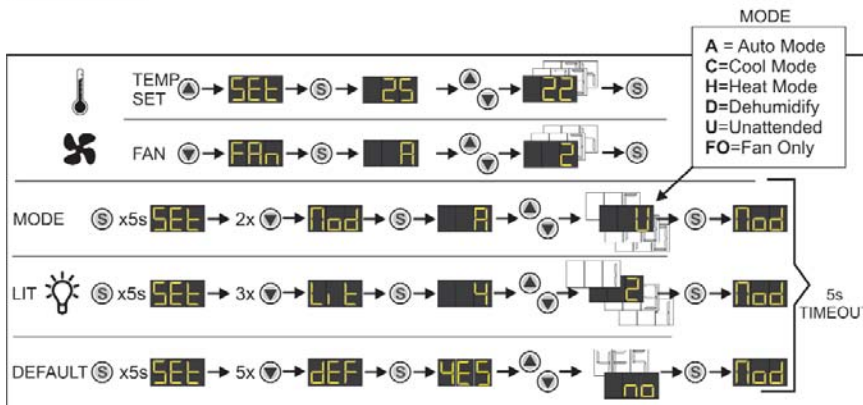 MODE
A = Auto Mode
C=Cool Mode
H=Heat Mode
D=Dehumidify
U=Unattended
FO=Fan Only
TEMP SET SEt S 25 22 S
FAN FAn S A 2 S
MODE S x5s SEt 2x Mod S A U S Mod
LIT S x5s SEt 3x Lit S 4 2 S Mod
DEFAULT S x5s SEt 5x dEF S YES no S Mod
5s
TIMEOUT